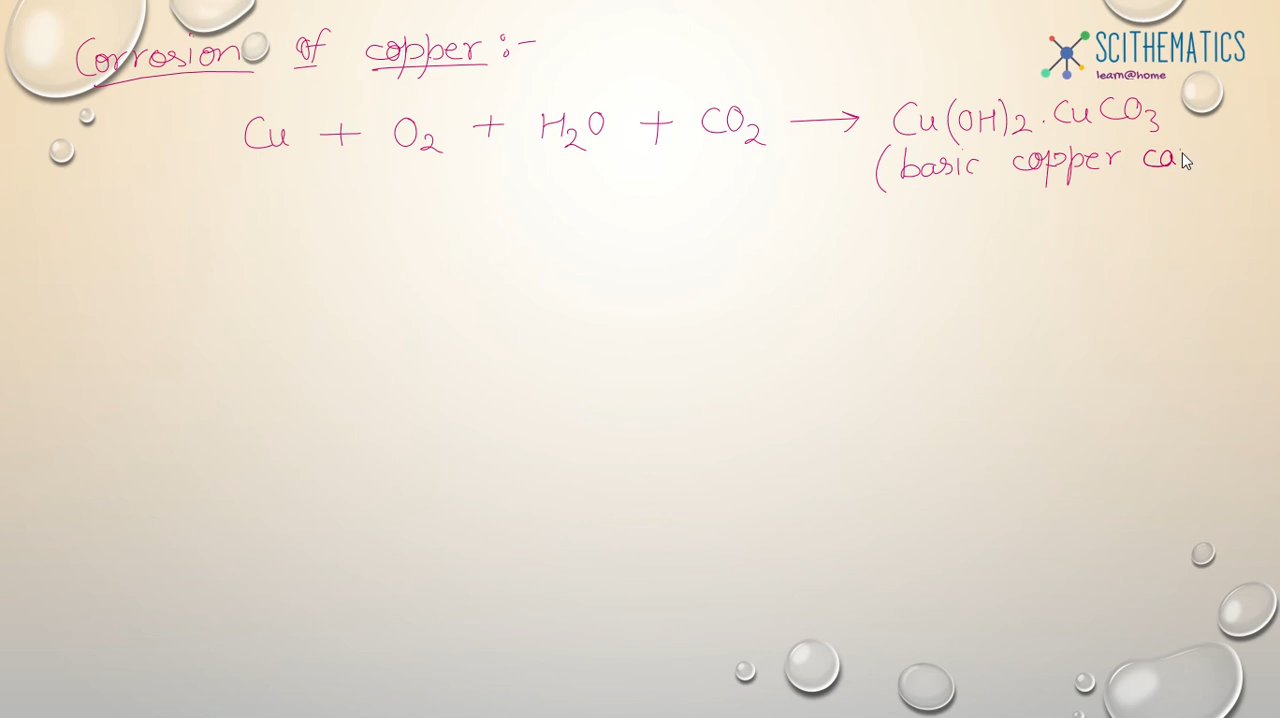 Corrosion of copper :-
SCITHEMATICS
learn@home
Cu + O2 + H2O + CO2 → Cu(OH)2.CuCO3
(basic copper ca